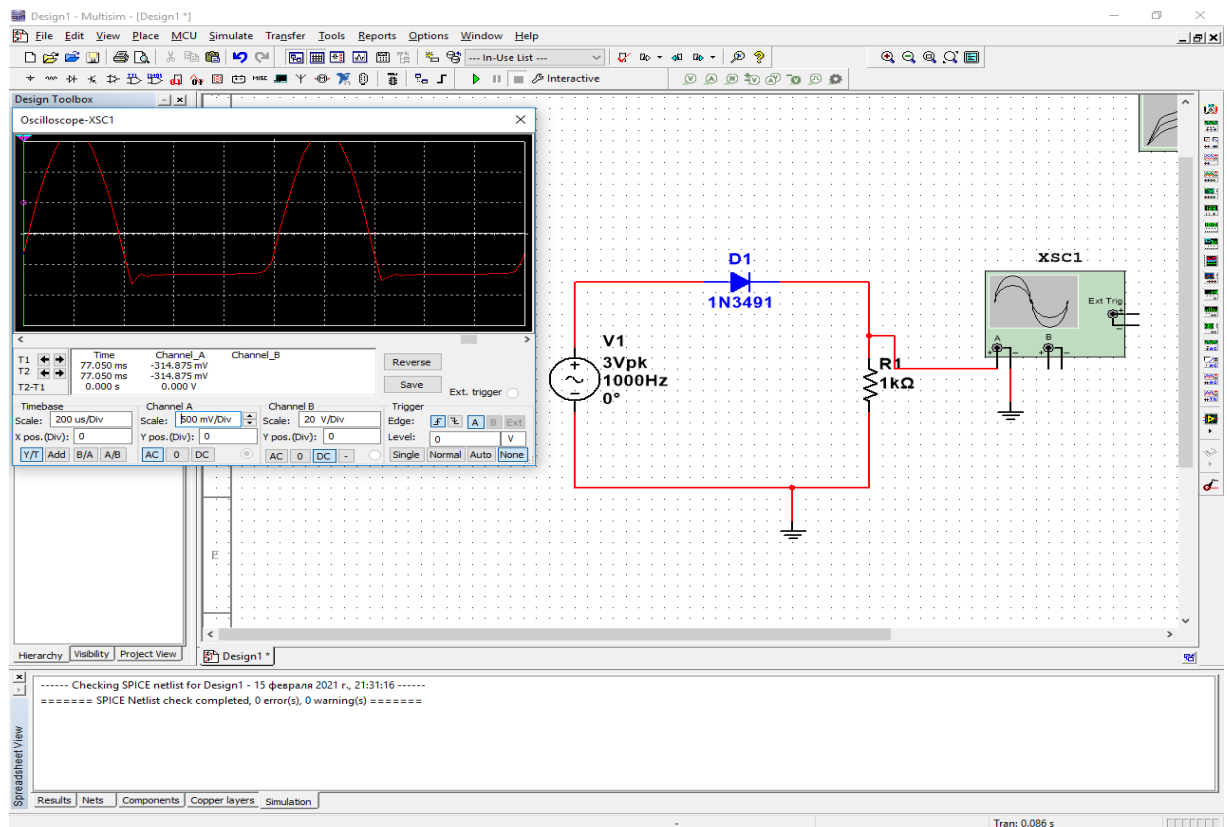 Design1 - Multisim - [Design1 *]
File Edit View Place MCU Simulate Transfer Tools Reports Options Window Help
--- In-Use List ---
Interactive
Design Toolbox
Oscilloscope-XSC1
Time Channel_A Channel_B
T1 77.050 ms -314.875 mV
T2 77.050 ms -314.875 mV
T2-T1 0.000 s 0.000 V
Reverse
Save
Ext. trigger
Timebase
Scale: 200 us/Div
X pos.(Div): 0
Y/T Add B/A A/B
Channel A
Scale: 500 mV/Div
Y pos.(Div): 0
AC 0 DC
Channel B
Scale: 20 V/Div
Y pos.(Div): 0
AC 0 DC -
Trigger
Edge: A B Ext
Level: 0 V
Single Normal Auto None
D1
1N3491
V1
3Vpk
1000Hz
0°
R1
1kΩ
XSC1
Ext Trig
A B
E
Hierarchy Visibility Project View
Design1 *
------ Checking SPICE netlist for Design1 - 15 февраля 2021 г., 21:31:16 ------
======= SPICE Netlist check completed, 0 error(s), 0 warning(s) =======
Spreadsheet View
Results Nets Components Copper layers Simulation
- Tran: 0.086 s